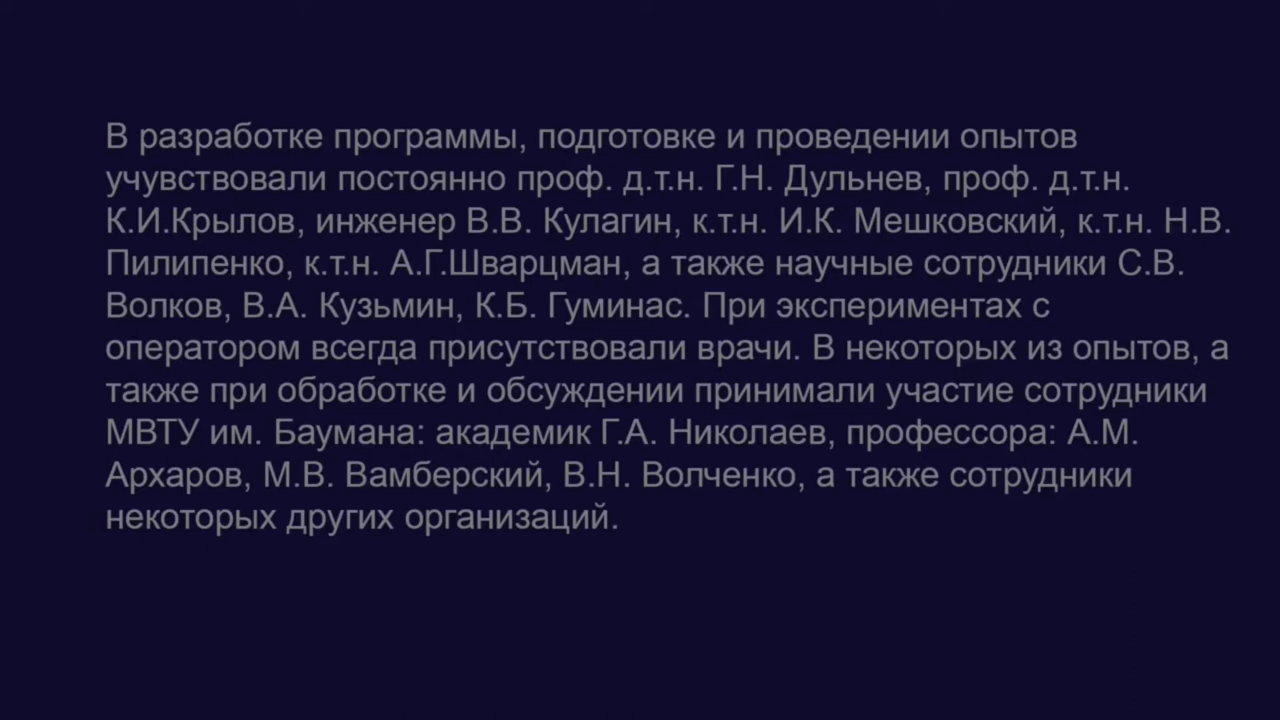 В разработке программы, подготовке и проведении опытов
учувствовали постоянно проф. д.т.н. Г.Н. Дульнев, проф. д.т.н.
К.И.Крылов, инженер В.В. Кулагин, к.т.н. И.К. Мешковский, к.т.н. Н.В.
Пилипенко, к.т.н. А.Г.Шварцман, а также научные сотрудники С.В.
Волков, В.А. Кузьмин, К.Б. Гуминас. При экспериментах с
оператором всегда присутствовали врачи. В некоторых из опытов, а
также при обработке и обсуждении принимали участие сотрудники
МВТУ им. Баумана: академик Г.А. Николаев, профессора: А.М.
Архаров, М.В. Вамберский, В.Н. Волченко, а также сотрудники
некоторых других организаций.